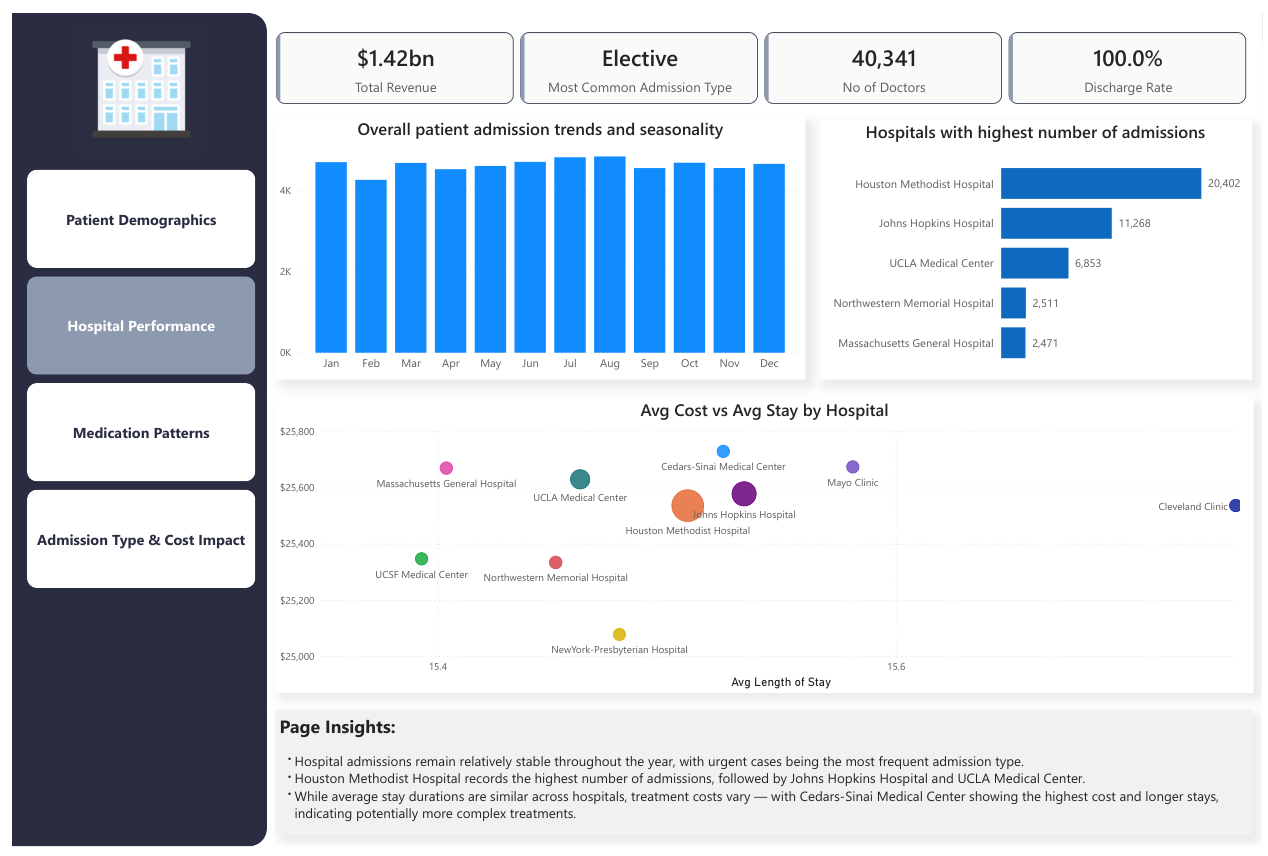 $1.42bn
Total Revenue
Elective
Most Common Admission Type
40,341
No of Doctors
100.0%
Discharge Rate
Patient Demographics
Hospital Performance
Medication Patterns
Admission Type & Cost Impact
Overall patient admission trends and seasonality
4K
2K
0K
Jan Feb Mar Apr May Jun Jul Aug Sep Oct Nov Dec
Hospitals with highest number of admissions
Houston Methodist Hospital 20,402
Johns Hopkins Hospital 11,268
UCLA Medical Center 6,853
Northwestern Memorial Hospital 2,511
Massachusetts General Hospital 2,471
Avg Cost vs Avg Stay by Hospital
$25,800
Cedars-Sinai Medical Center
Mayo Clinic
Massachusetts General Hospital
$25,600
UCLA Medical Center
Cleveland Clinic
Johns Hopkins Hospital
Houston Methodist Hospital
$25,400
UCSF Medical Center
Northwestern Memorial Hospital
$25,200
NewYork-Presbyterian Hospital
$25,000
15.4 15.6
Avg Length of Stay
Page Insights:
• Hospital admissions remain relatively stable throughout the year, with urgent cases being the most frequent admission type.
• Houston Methodist Hospital records the highest number of admissions, followed by Johns Hopkins Hospital and UCLA Medical Center.
• While average stay durations are similar across hospitals, treatment costs vary — with Cedars-Sinai Medical Center showing the highest cost and longer stays,
indicating potentially more complex treatments.